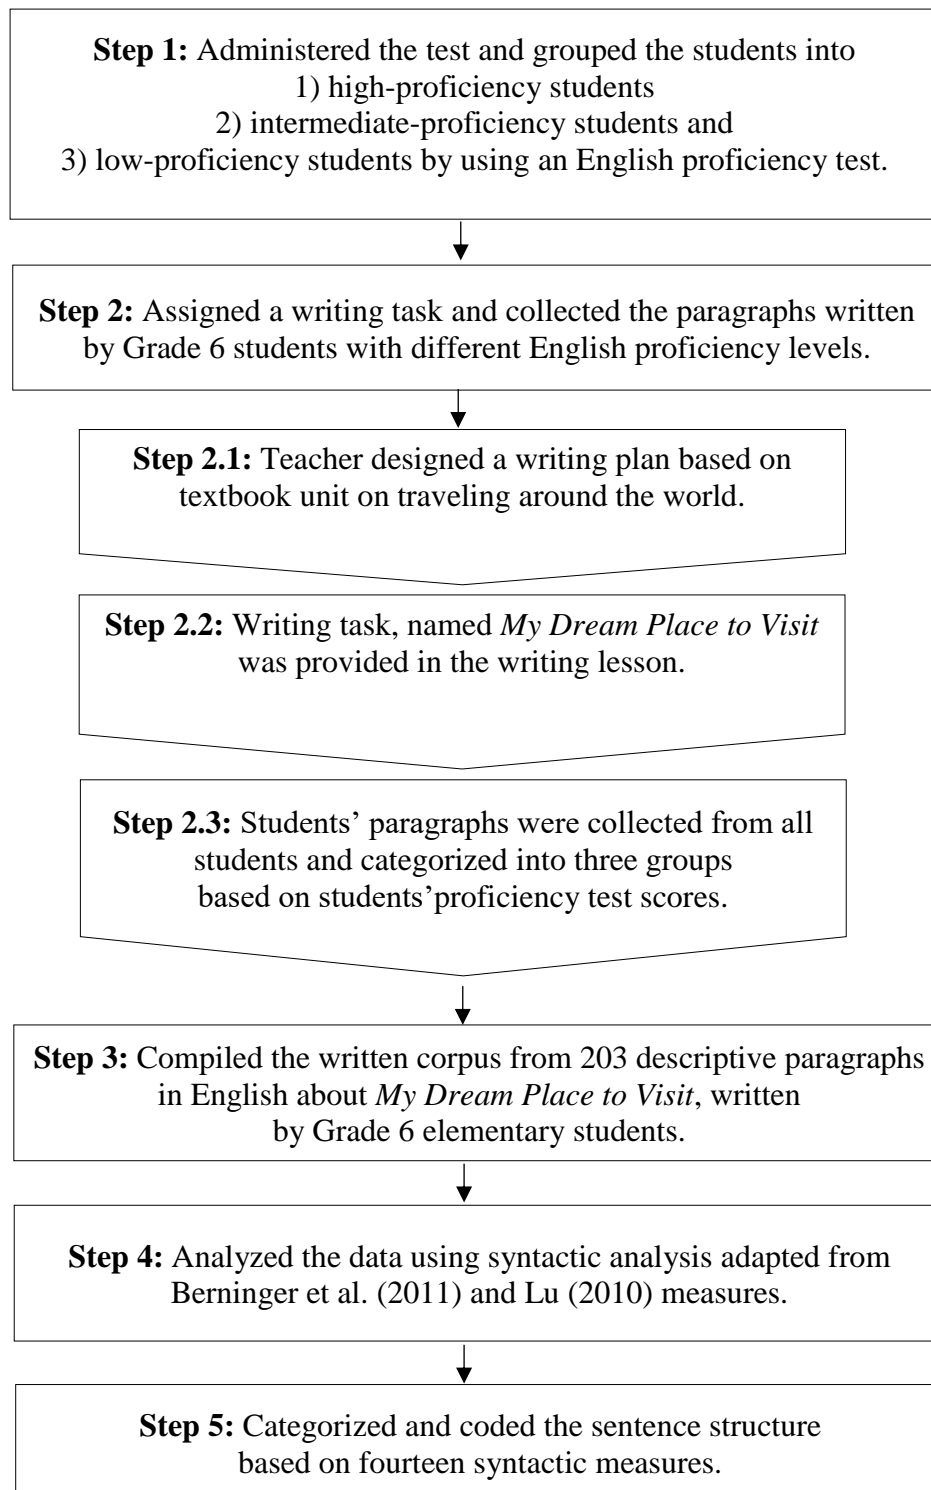 Step 1: Administered the test and grouped the students into
1) high-proficiency students
2) intermediate-proficiency students and
3) low-proficiency students by using an English proficiency test.
Step 2: Assigned a writing task and collected the paragraphs written
by Grade 6 students with different English proficiency levels.
Step 2.1: Teacher designed a writing plan based on
textbook unit on traveling around the world.
Step 2.2: Writing task, named My Dream Place to Visit
was provided in the writing lesson.
Step 2.3: Students’ paragraphs were collected from all
students and categorized into three groups
based on students’proficiency test scores.
Step 3: Compiled the written corpus from 203 descriptive paragraphs
in English about My Dream Place to Visit, written
by Grade 6 elementary students.
Step 4: Analyzed the data using syntactic analysis adapted from
Berninger et al. (2011) and Lu (2010) measures.
Step 5: Categorized and coded the sentence structure
based on fourteen syntactic measures.